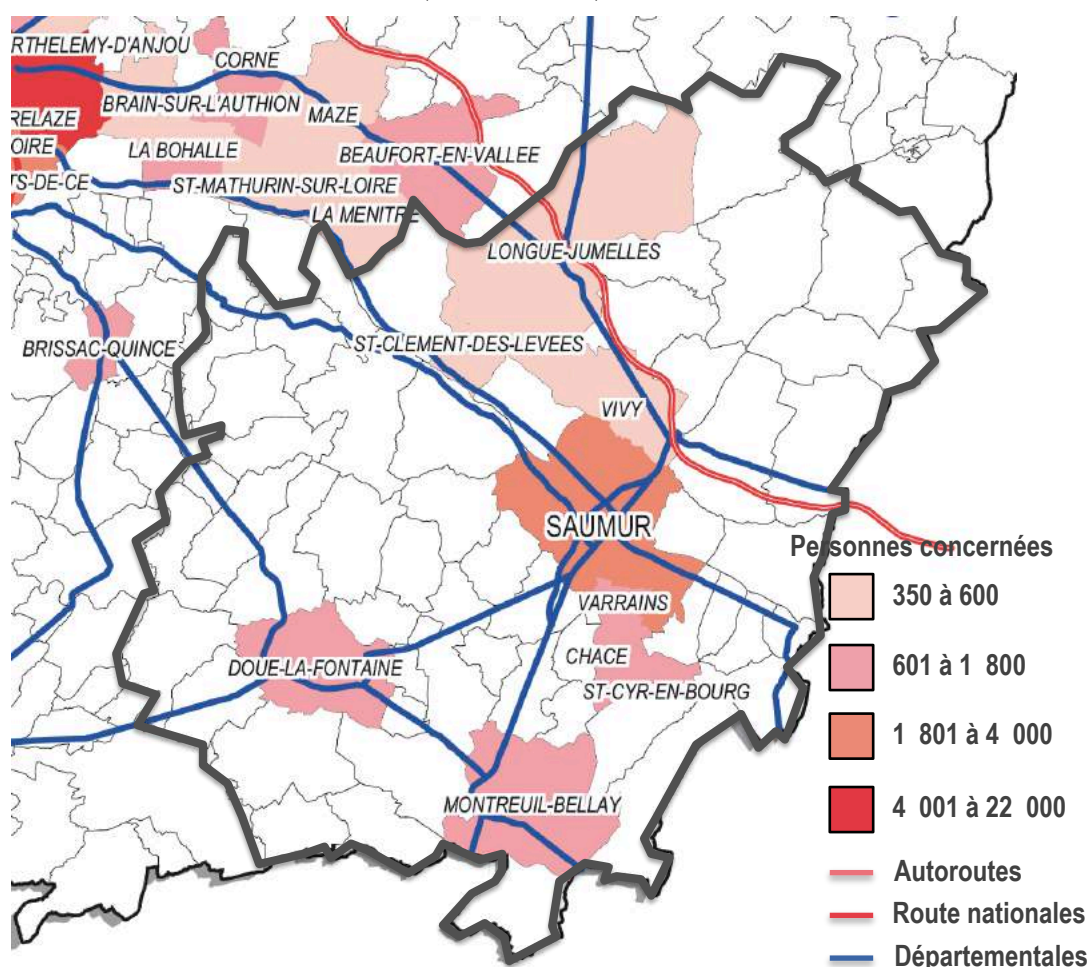 RTHELEMY-D'ANJOU
CORNE
BRAIN-SUR-L'AUTHION
MAZE
RELAZE
OIRE
LA BOHALLE
BEAUFORT-EN-VALLEE
TS-DE-CE
ST-MATHURIN-SUR-LOIRE
LA MENITRE
LONGUE-JUMELLES
BRISSAC-QUINCE
ST-CLEMENT-DES-LEVEES
VIVY
SAUMUR
VARRAINS
DOUE-LA-FONTAINE
CHACE
ST-CYR-EN-BOURG
MONTREUIL-BELLAY
Personnes concernées
350 à 600
601 à 1 800
1 801 à 4 000
4 001 à 22 000
Autoroutes
Route nationales
Départementales